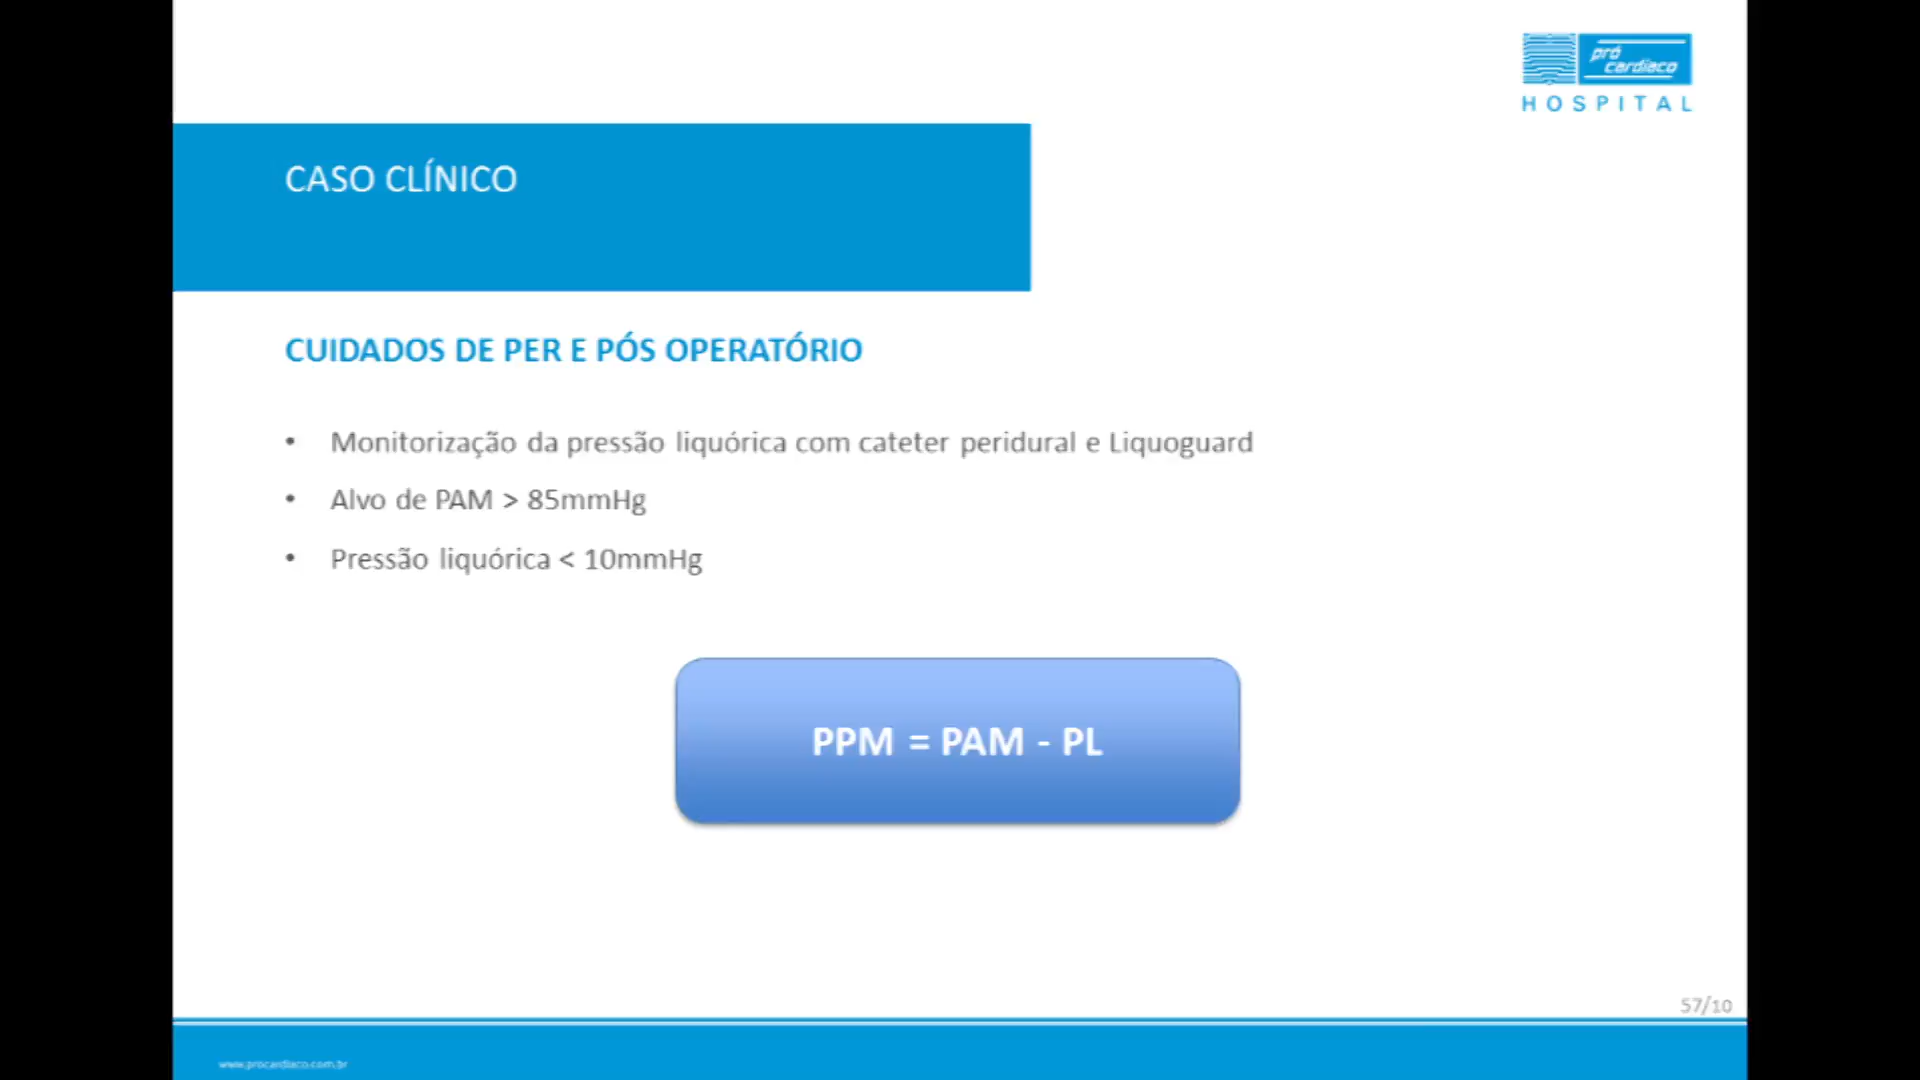 pró
cardíaco
HOSPITAL
CASO CLÍNICO
CUIDADOS DE PER E PÓS OPERATÓRIO
• Monitorização da pressão liquórica com cateter peridural e Liquoguard
• Alvo de PAM > 85mmHg
• Pressão liquórica < 10mmHg
PPM = PAM - PL
57/10
www.procardiaco.com.br